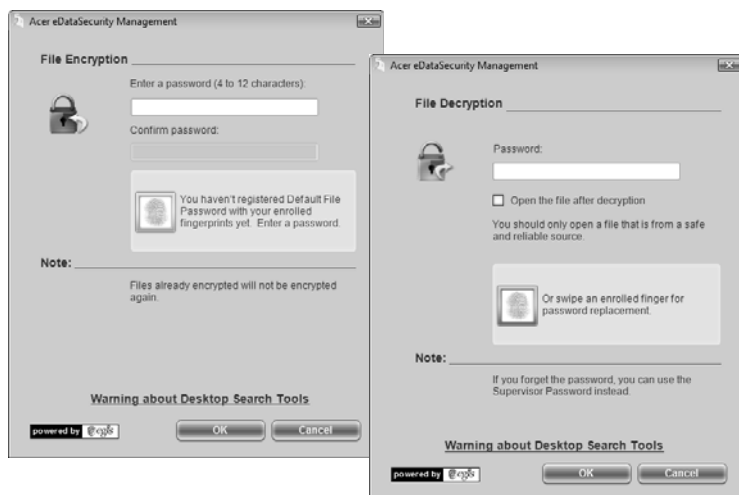 Acer eDataSecurity Management
File Encryption
Enter a password (4 to 12 characters):
Confirm password:
You haven't registered Default File
Password with your enrolled
fingerprints yet. Enter a password.
Note:
Files already encrypted will not be encrypted
again.
Warning about Desktop Search Tools
powered by egis
OK
Cancel
Acer eDataSecurity Management
File Decryption
Password:
Open the file after decryption
You should only open a file that is from a safe
and reliable source.
Or swipe an enrolled finger for
password replacement.
Note:
If you forget the password, you can use the
Supervisor Password instead.
Warning about Desktop Search Tools
powered by egis
OK
Cancel